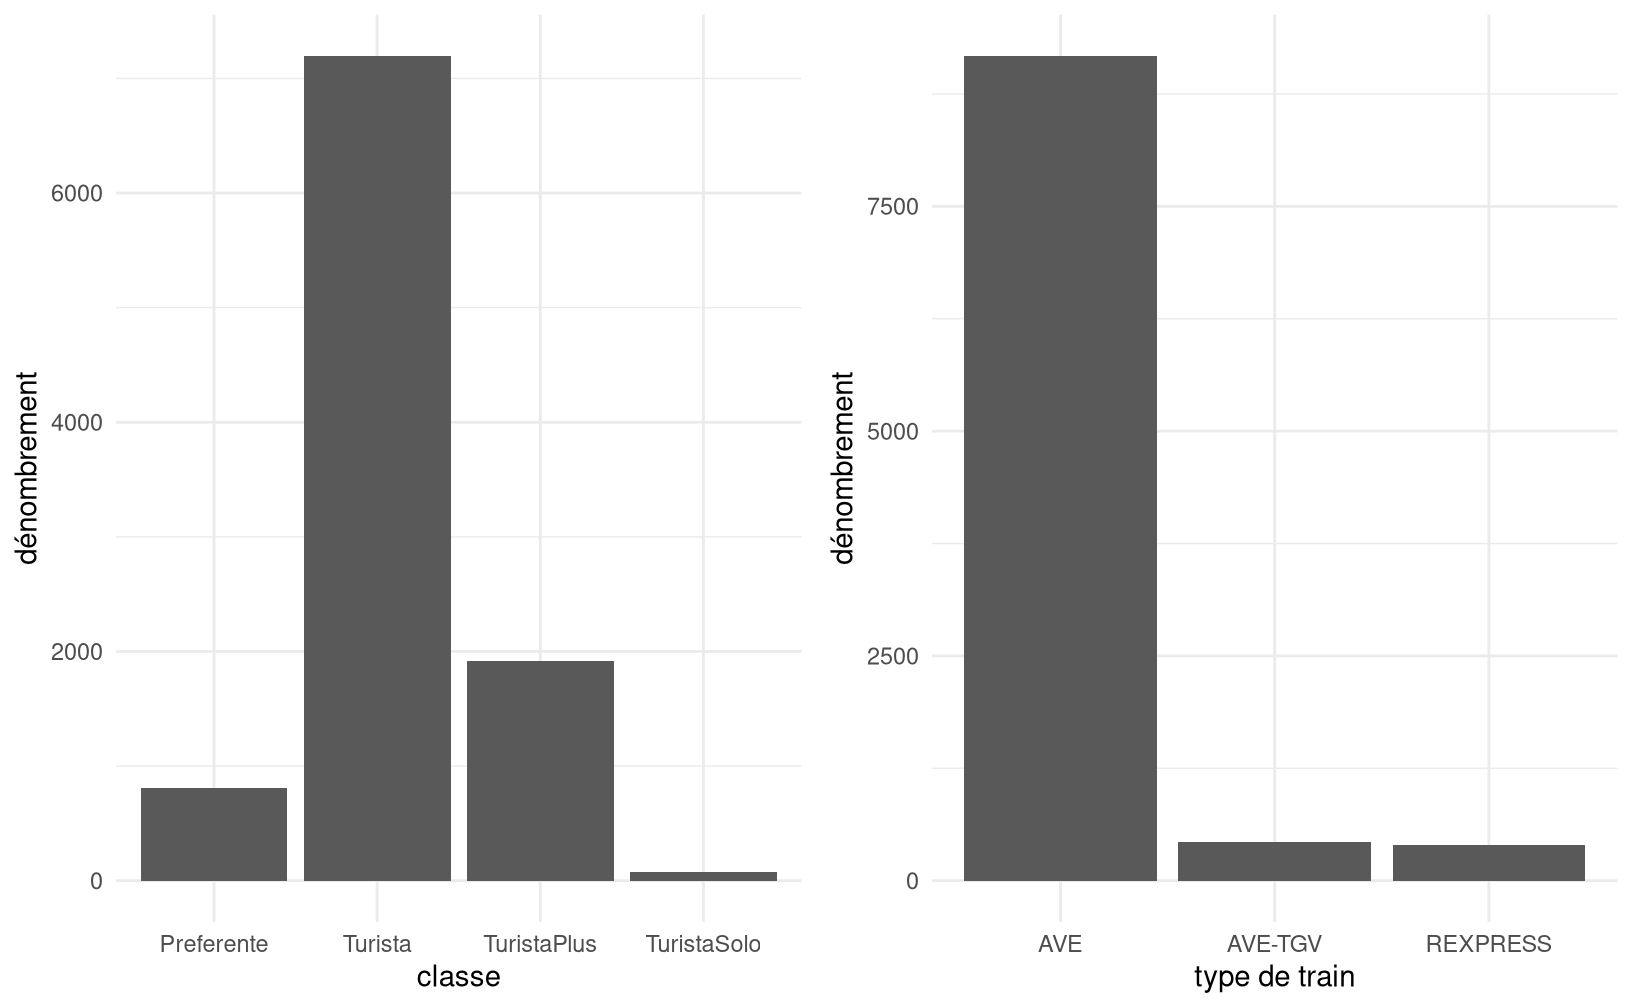 dénombrement
6000
4000
2000
0
Preferente Turista TuristaPlus TuristaSolo
classe
dénombrement
7500
5000
2500
0
AVE AVE-TGV REXPRESS
type de train